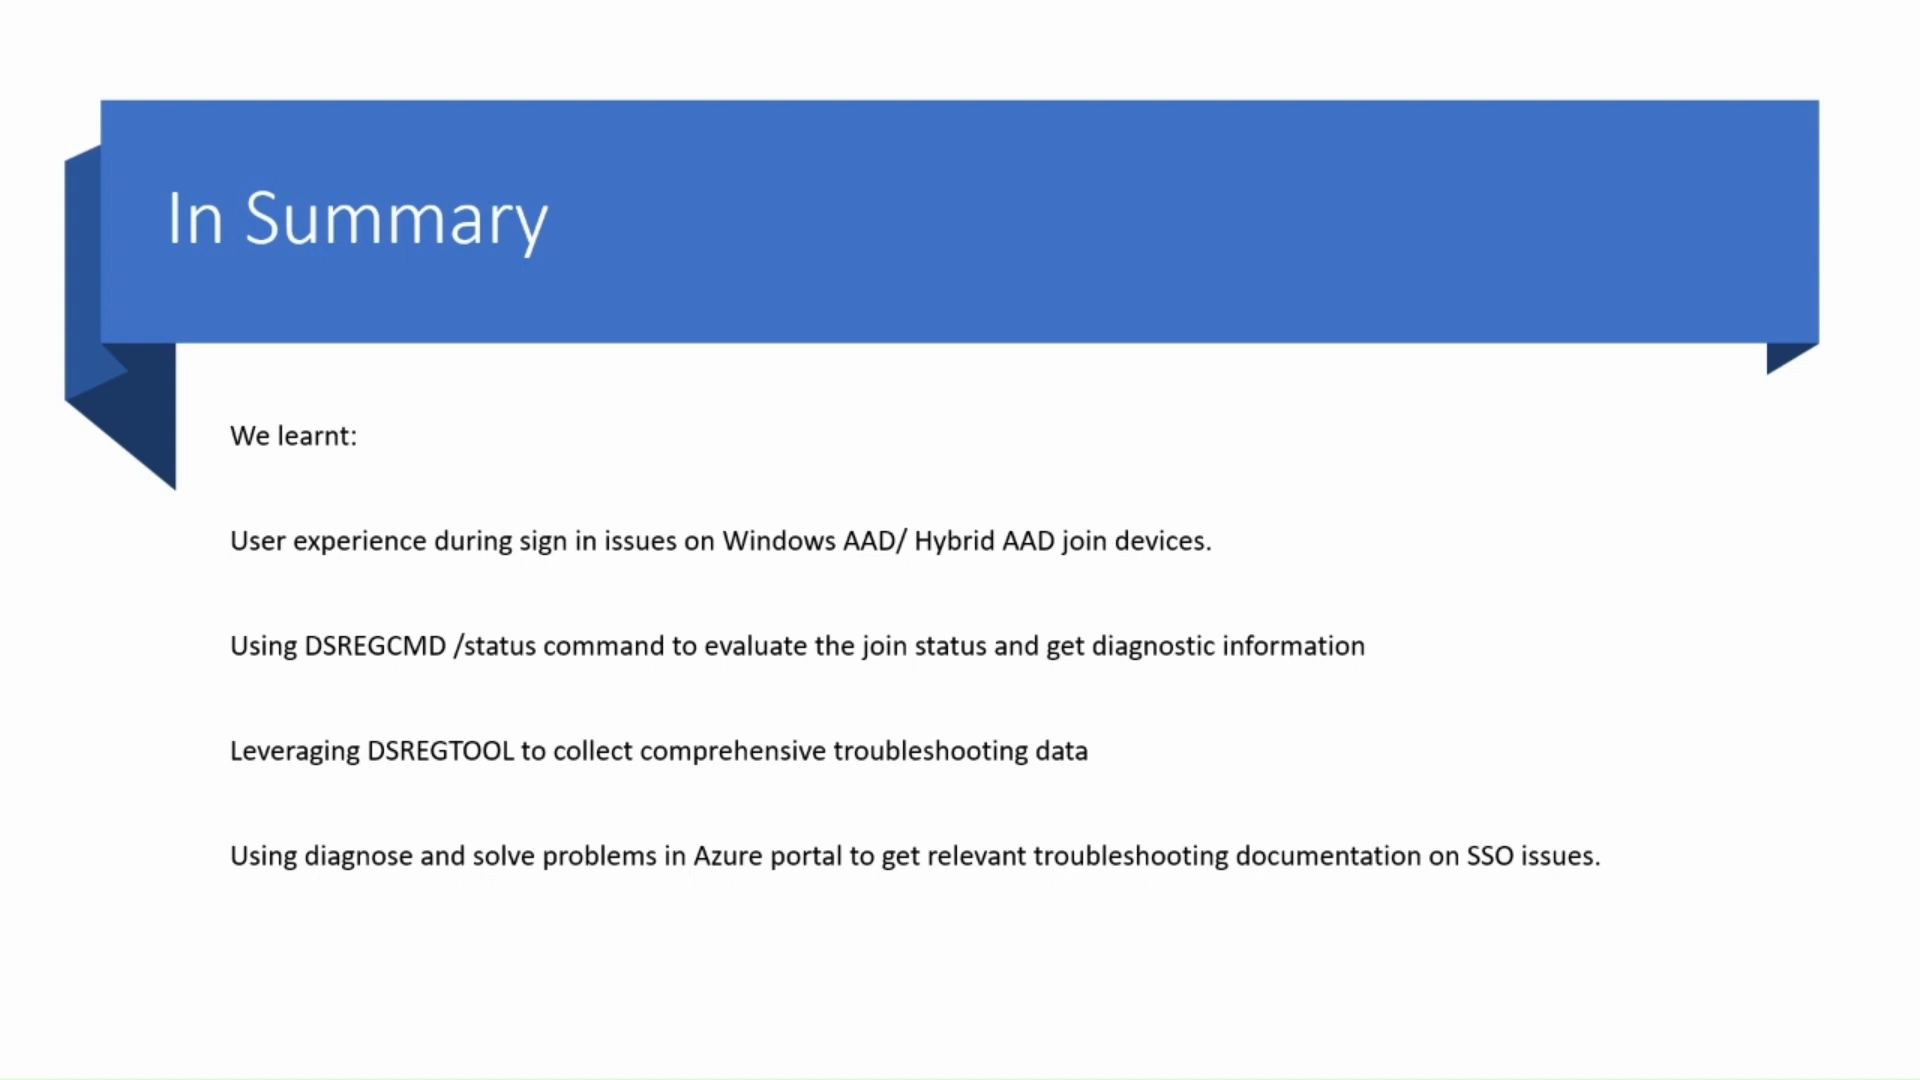 In Summary
We learnt:
User experience during sign in issues on Windows AAD/ Hybrid AAD join devices.
Using DSREGCMD /status command to evaluate the join status and get diagnostic information
Leveraging DSREGTOOL to collect comprehensive troubleshooting data
Using diagnose and solve problems in Azure portal to get relevant troubleshooting documentation on SSO issues.